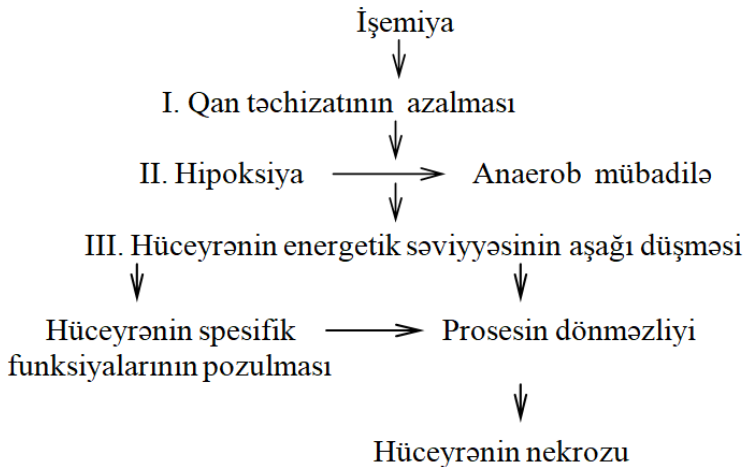 İşemiya
I. Qan təchizatının azalması
II. Hipoksiya Anaerob mübadilə
III. Hüceyrənin energetik səviyyəsinin aşağı düşməsi
Hüceyrənin spesifik
funksiyalarının pozulması
Prosesin dönməzliyi
Hüceyrənin nekrozu